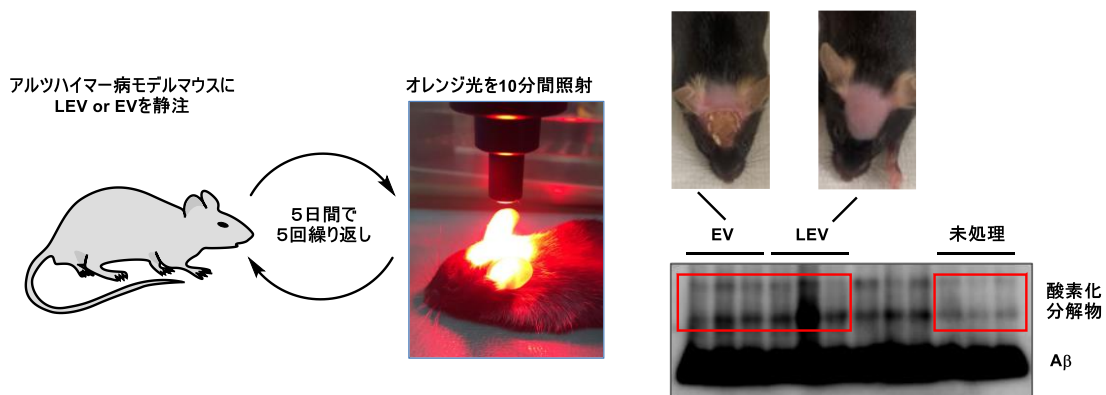 アルツハイマー病モデルマウスに
LEV or EVを静注
5日間で
5回繰り返し
オレンジ光を10分間照射
EV
LEV
未処理
酸素化
分解物
Aβ